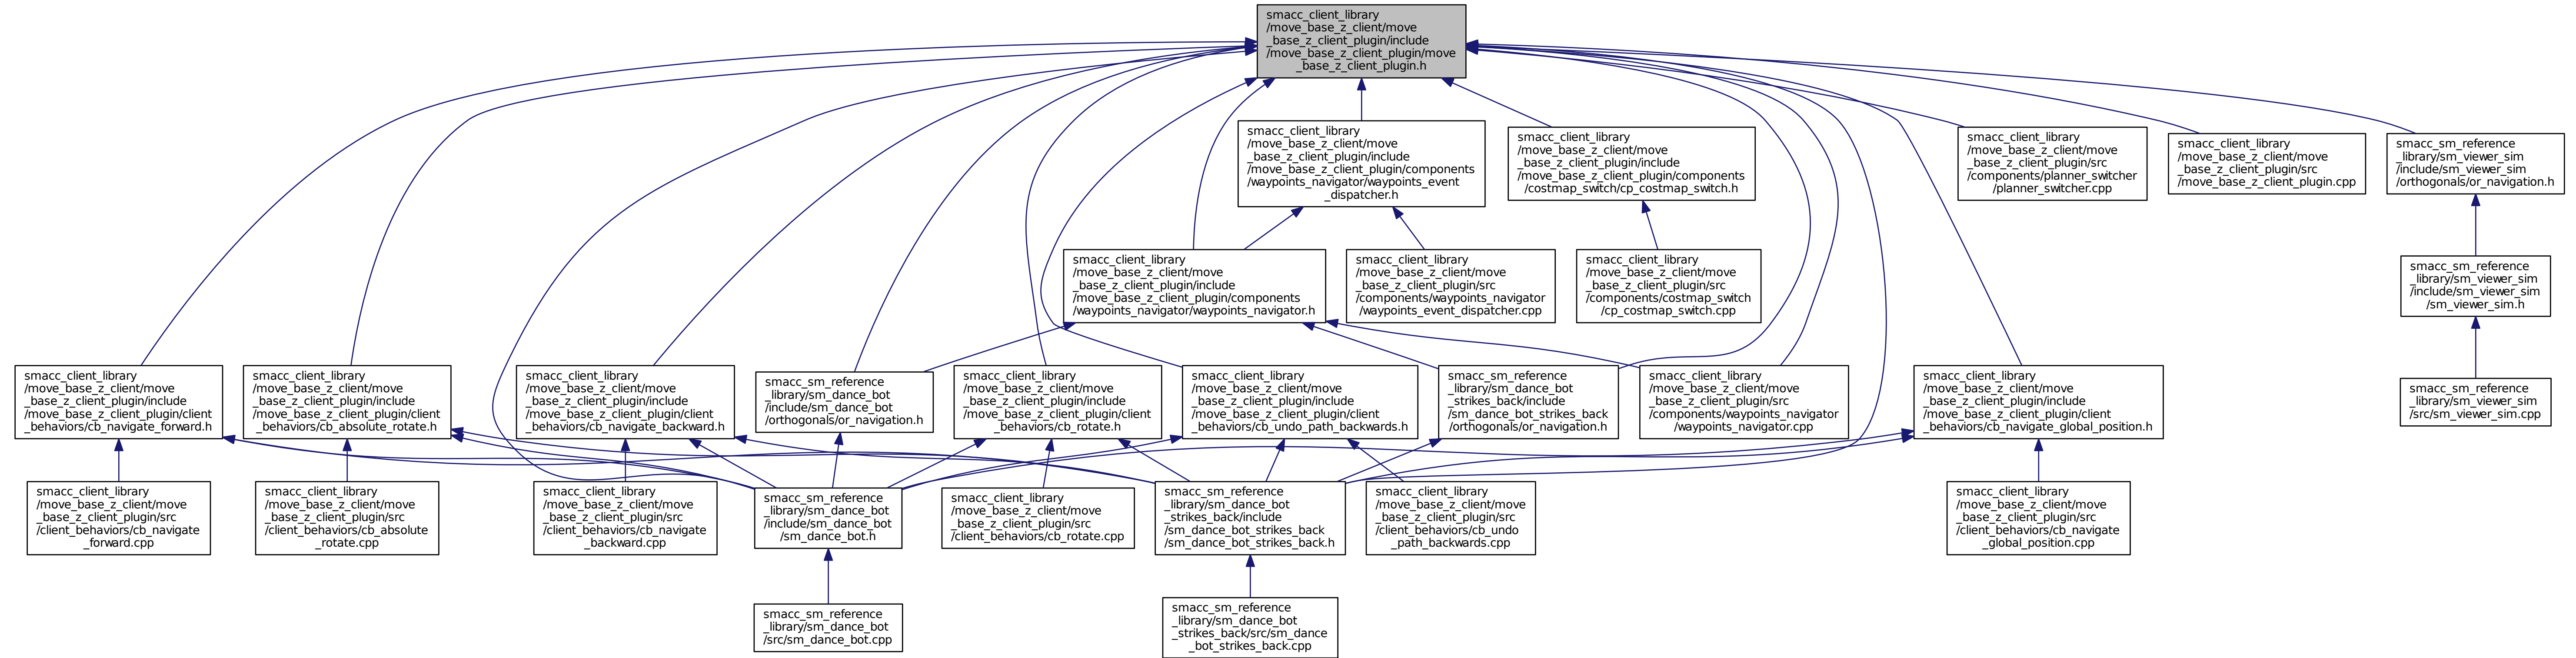 smacc_client_library
/move_base_z_client/move
_base_z_client_plugin/include
/move_base_z_client_plugin/move
_base_z_client_plugin.h
smacc_client_library
/move_base_z_client/move
_base_z_client_plugin/include
/move_base_z_client_plugin/components
/waypoints_navigator/waypoints_event
_dispatcher.h
smacc_client_library
/move_base_z_client/move
_base_z_client_plugin/include
/move_base_z_client_plugin/components
/costmap_switch/cp_costmap_switch.h
smacc_client_library
/move_base_z_client/move
_base_z_client_plugin/src
/components/planner_switcher
/planner_switcher.cpp
smacc_client_library
/move_base_z_client/move
_base_z_client_plugin/src
/move_base_z_client_plugin.cpp
smacc_sm_reference
_library/sm_viewer_sim
/include/sm_viewer_sim
/orthogonals/or_navigation.h
smacc_client_library
/move_base_z_client/move
_base_z_client_plugin/include
/move_base_z_client_plugin/components
/waypoints_navigator/waypoints_navigator.h
smacc_client_library
/move_base_z_client/move
_base_z_client_plugin/src
/components/waypoints_navigator
/waypoints_event_dispatcher.cpp
smacc_client_library
/move_base_z_client/move
_base_z_client_plugin/src
/components/costmap_switch
/cp_costmap_switch.cpp
smacc_sm_reference
_library/sm_viewer_sim
/include/sm_viewer_sim
/sm_viewer_sim.h
smacc_client_library
/move_base_z_client/move
_base_z_client_plugin/include
/move_base_z_client_plugin/client
_behaviors/cb_navigate_forward.h
smacc_client_library
/move_base_z_client/move
_base_z_client_plugin/include
/move_base_z_client_plugin/client
_behaviors/cb_absolute_rotate.h
smacc_client_library
/move_base_z_client/move
_base_z_client_plugin/include
/move_base_z_client_plugin/client
_behaviors/cb_navigate_backward.h
smacc_sm_reference
_library/sm_dance_bot
/include/sm_dance_bot
/orthogonals/or_navigation.h
smacc_client_library
/move_base_z_client/move
_base_z_client_plugin/include
/move_base_z_client_plugin/client
_behaviors/cb_rotate.h
smacc_client_library
/move_base_z_client/move
_base_z_client_plugin/include
/move_base_z_client_plugin/client
_behaviors/cb_undo_path_backwards.h
smacc_sm_reference
_library/sm_dance_bot
_strikes_back/include
/sm_dance_bot_strikes_back
/orthogonals/or_navigation.h
smacc_client_library
/move_base_z_client/move
_base_z_client_plugin/src
/components/waypoints_navigator
/waypoints_navigator.cpp
smacc_client_library
/move_base_z_client/move
_base_z_client_plugin/include
/move_base_z_client_plugin/client
_behaviors/cb_navigate_global_position.h
smacc_sm_reference
_library/sm_viewer_sim
/src/sm_viewer_sim.cpp
smacc_client_library
/move_base_z_client/move
_base_z_client_plugin/src
/client_behaviors/cb_navigate
_forward.cpp
smacc_client_library
/move_base_z_client/move
_base_z_client_plugin/src
/client_behaviors/cb_absolute
_rotate.cpp
smacc_client_library
/move_base_z_client/move
_base_z_client_plugin/src
/client_behaviors/cb_navigate
_backward.cpp
smacc_sm_reference
_library/sm_dance_bot
/include/sm_dance_bot
/sm_dance_bot.h
smacc_client_library
/move_base_z_client/move
_base_z_client_plugin/src
/client_behaviors/cb_rotate.cpp
smacc_sm_reference
_library/sm_dance_bot
_strikes_back/include
/sm_dance_bot_strikes_back
/sm_dance_bot_strikes_back.h
smacc_client_library
/move_base_z_client/move
_base_z_client_plugin/src
/client_behaviors/cb_undo
_path_backwards.cpp
smacc_client_library
/move_base_z_client/move
_base_z_client_plugin/src
/client_behaviors/cb_navigate
_global_position.cpp
smacc_sm_reference
_library/sm_dance_bot
/src/sm_dance_bot.cpp
smacc_sm_reference
_library/sm_dance_bot
_strikes_back/src/sm_dance
_bot_strikes_back.cpp